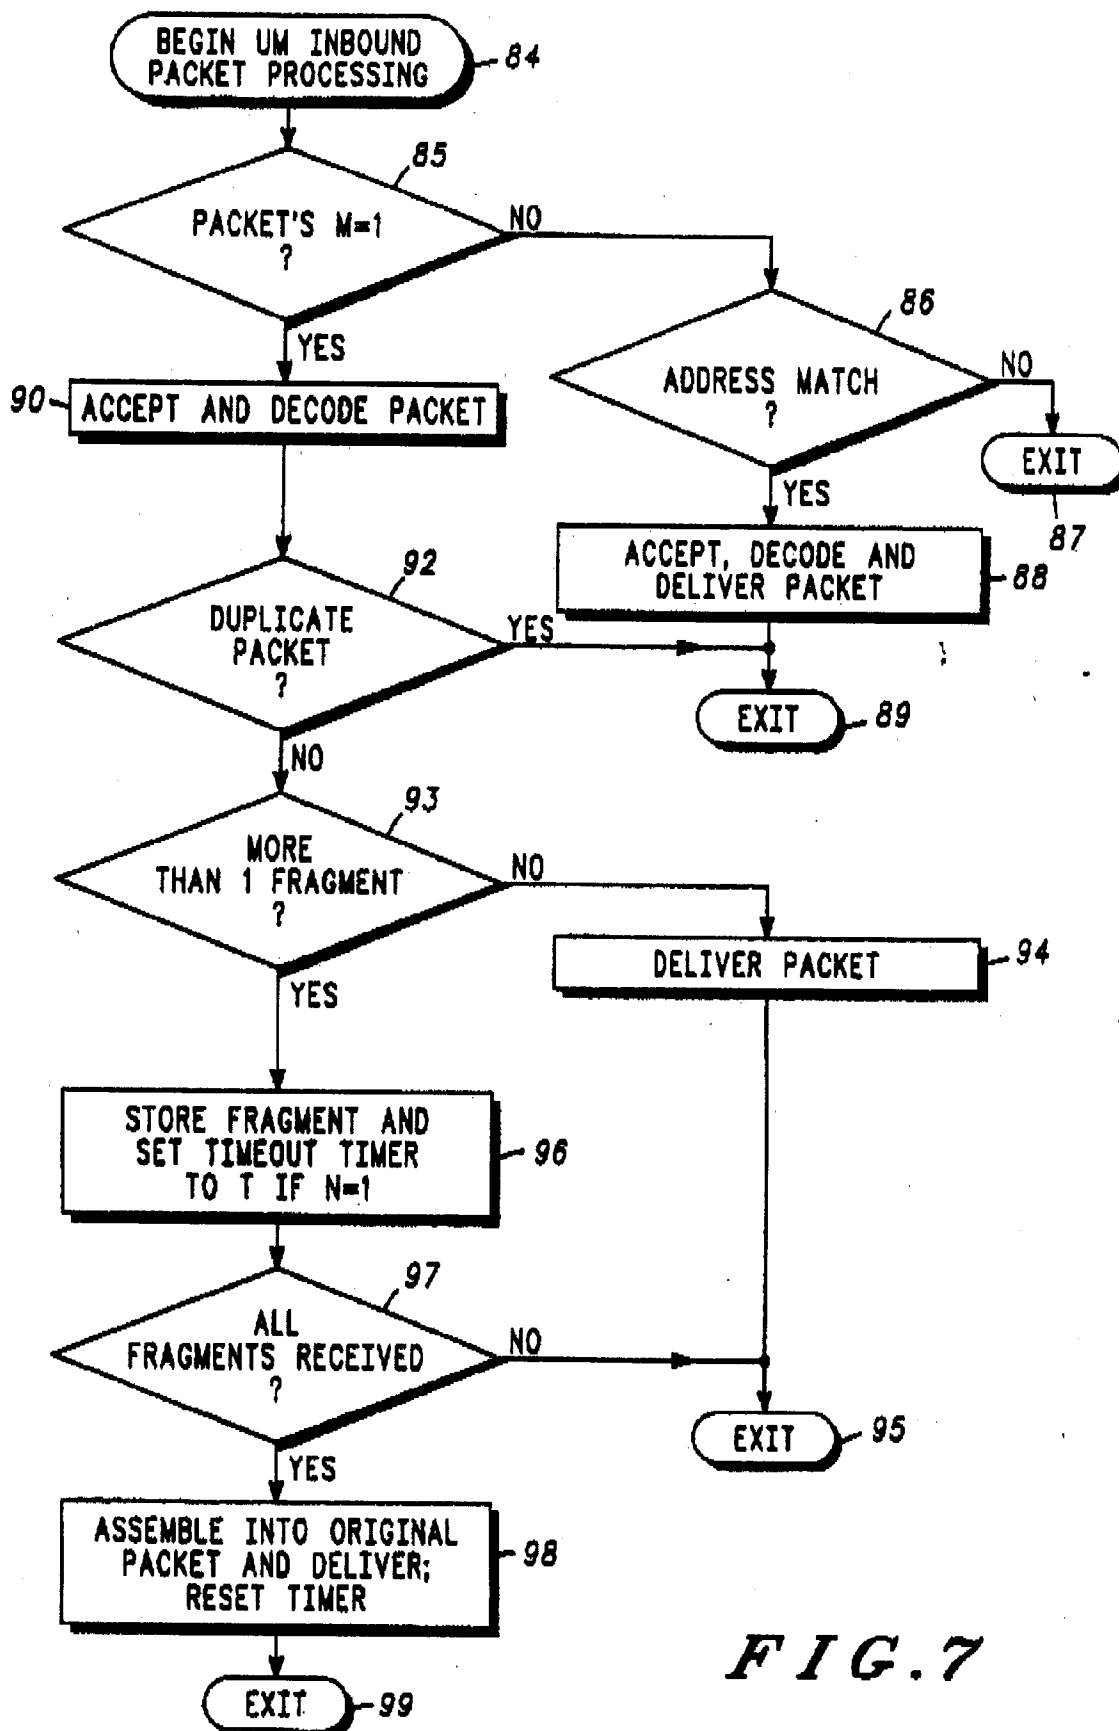 BEGIN UM INBOUND
PACKET PROCESSING
84
85
PACKET'S M=1
?
NO
YES
86
ADDRESS MATCH
?
NO
90
ACCEPT AND DECODE PACKET
EXIT
87
YES
ACCEPT, DECODE AND
DELIVER PACKET
88
92
DUPLICATE
PACKET
?
YES
EXIT
89
NO
93
MORE
THAN 1 FRAGMENT
?
NO
DELIVER PACKET
94
YES
STORE FRAGMENT AND
SET TIMEOUT TIMER
TO T IF N=1
96
97
ALL
FRAGMENTS RECEIVED
?
NO
EXIT
95
YES
ASSEMBLE INTO ORIGINAL
PACKET AND DELIVER;
RESET TIMER
98
EXIT
99
FIG.7